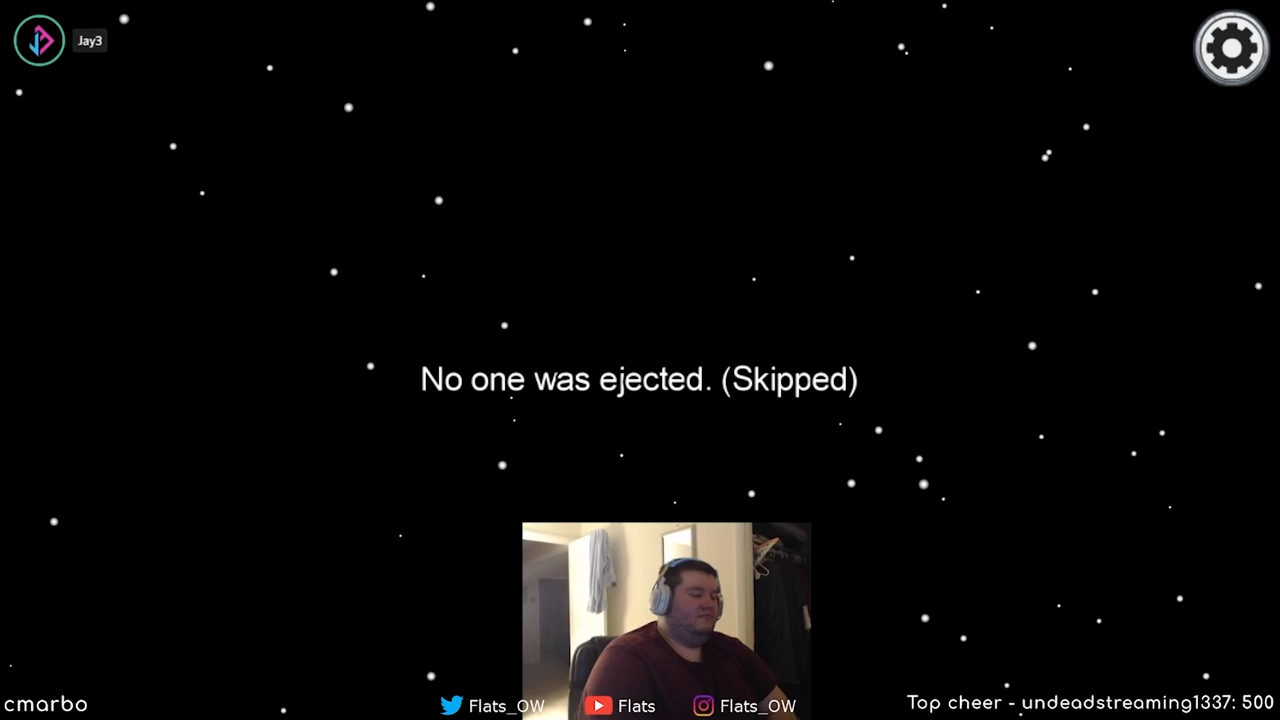 Jay3
No one was ejected. (Skipped)
cmarbo
Flats_OW
Flats
Flats_OW
Top cheer - undeadstreaming1337: 500